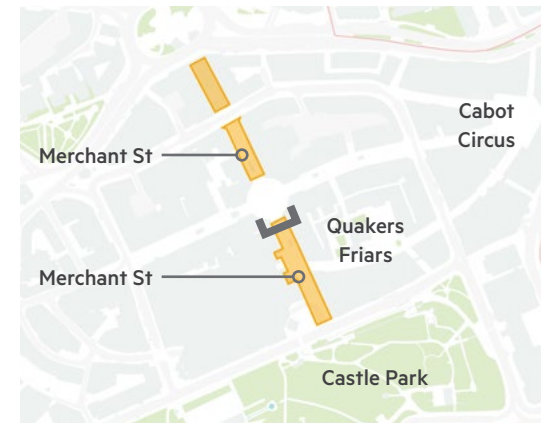 Cabot
Circus
Merchant St
Quakers
Friars
Merchant St
Castle Park